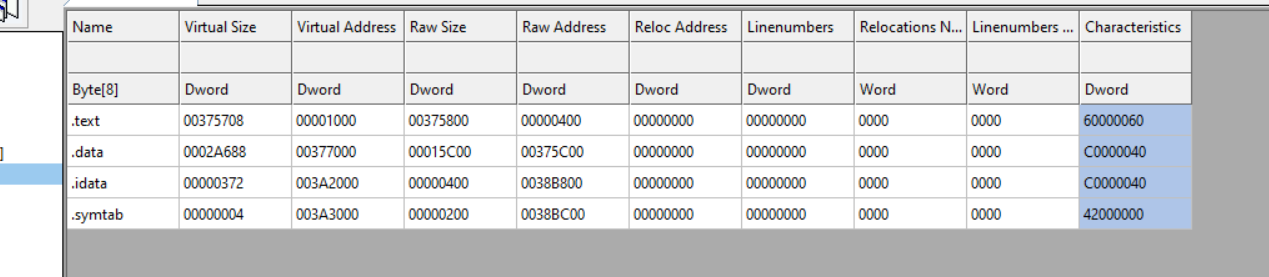 Name Virtual Size Virtual Address Raw Size Raw Address Reloc Address Linenumbers Relocations N... Linenumbers ... Characteristics
Byte[8] Dword Dword Dword Dword Dword Dword Word Word Dword
.text 00375708 00001000 00375800 00000400 00000000 00000000 0000 0000 60000060
.data 0002A688 00377000 00015C00 00375C00 00000000 00000000 0000 0000 C0000040
.idata 00000372 003A2000 00000400 0038B800 00000000 00000000 0000 0000 C0000040
.symtab 00000004 003A3000 00000200 0038BC00 00000000 00000000 0000 0000 42000000
]